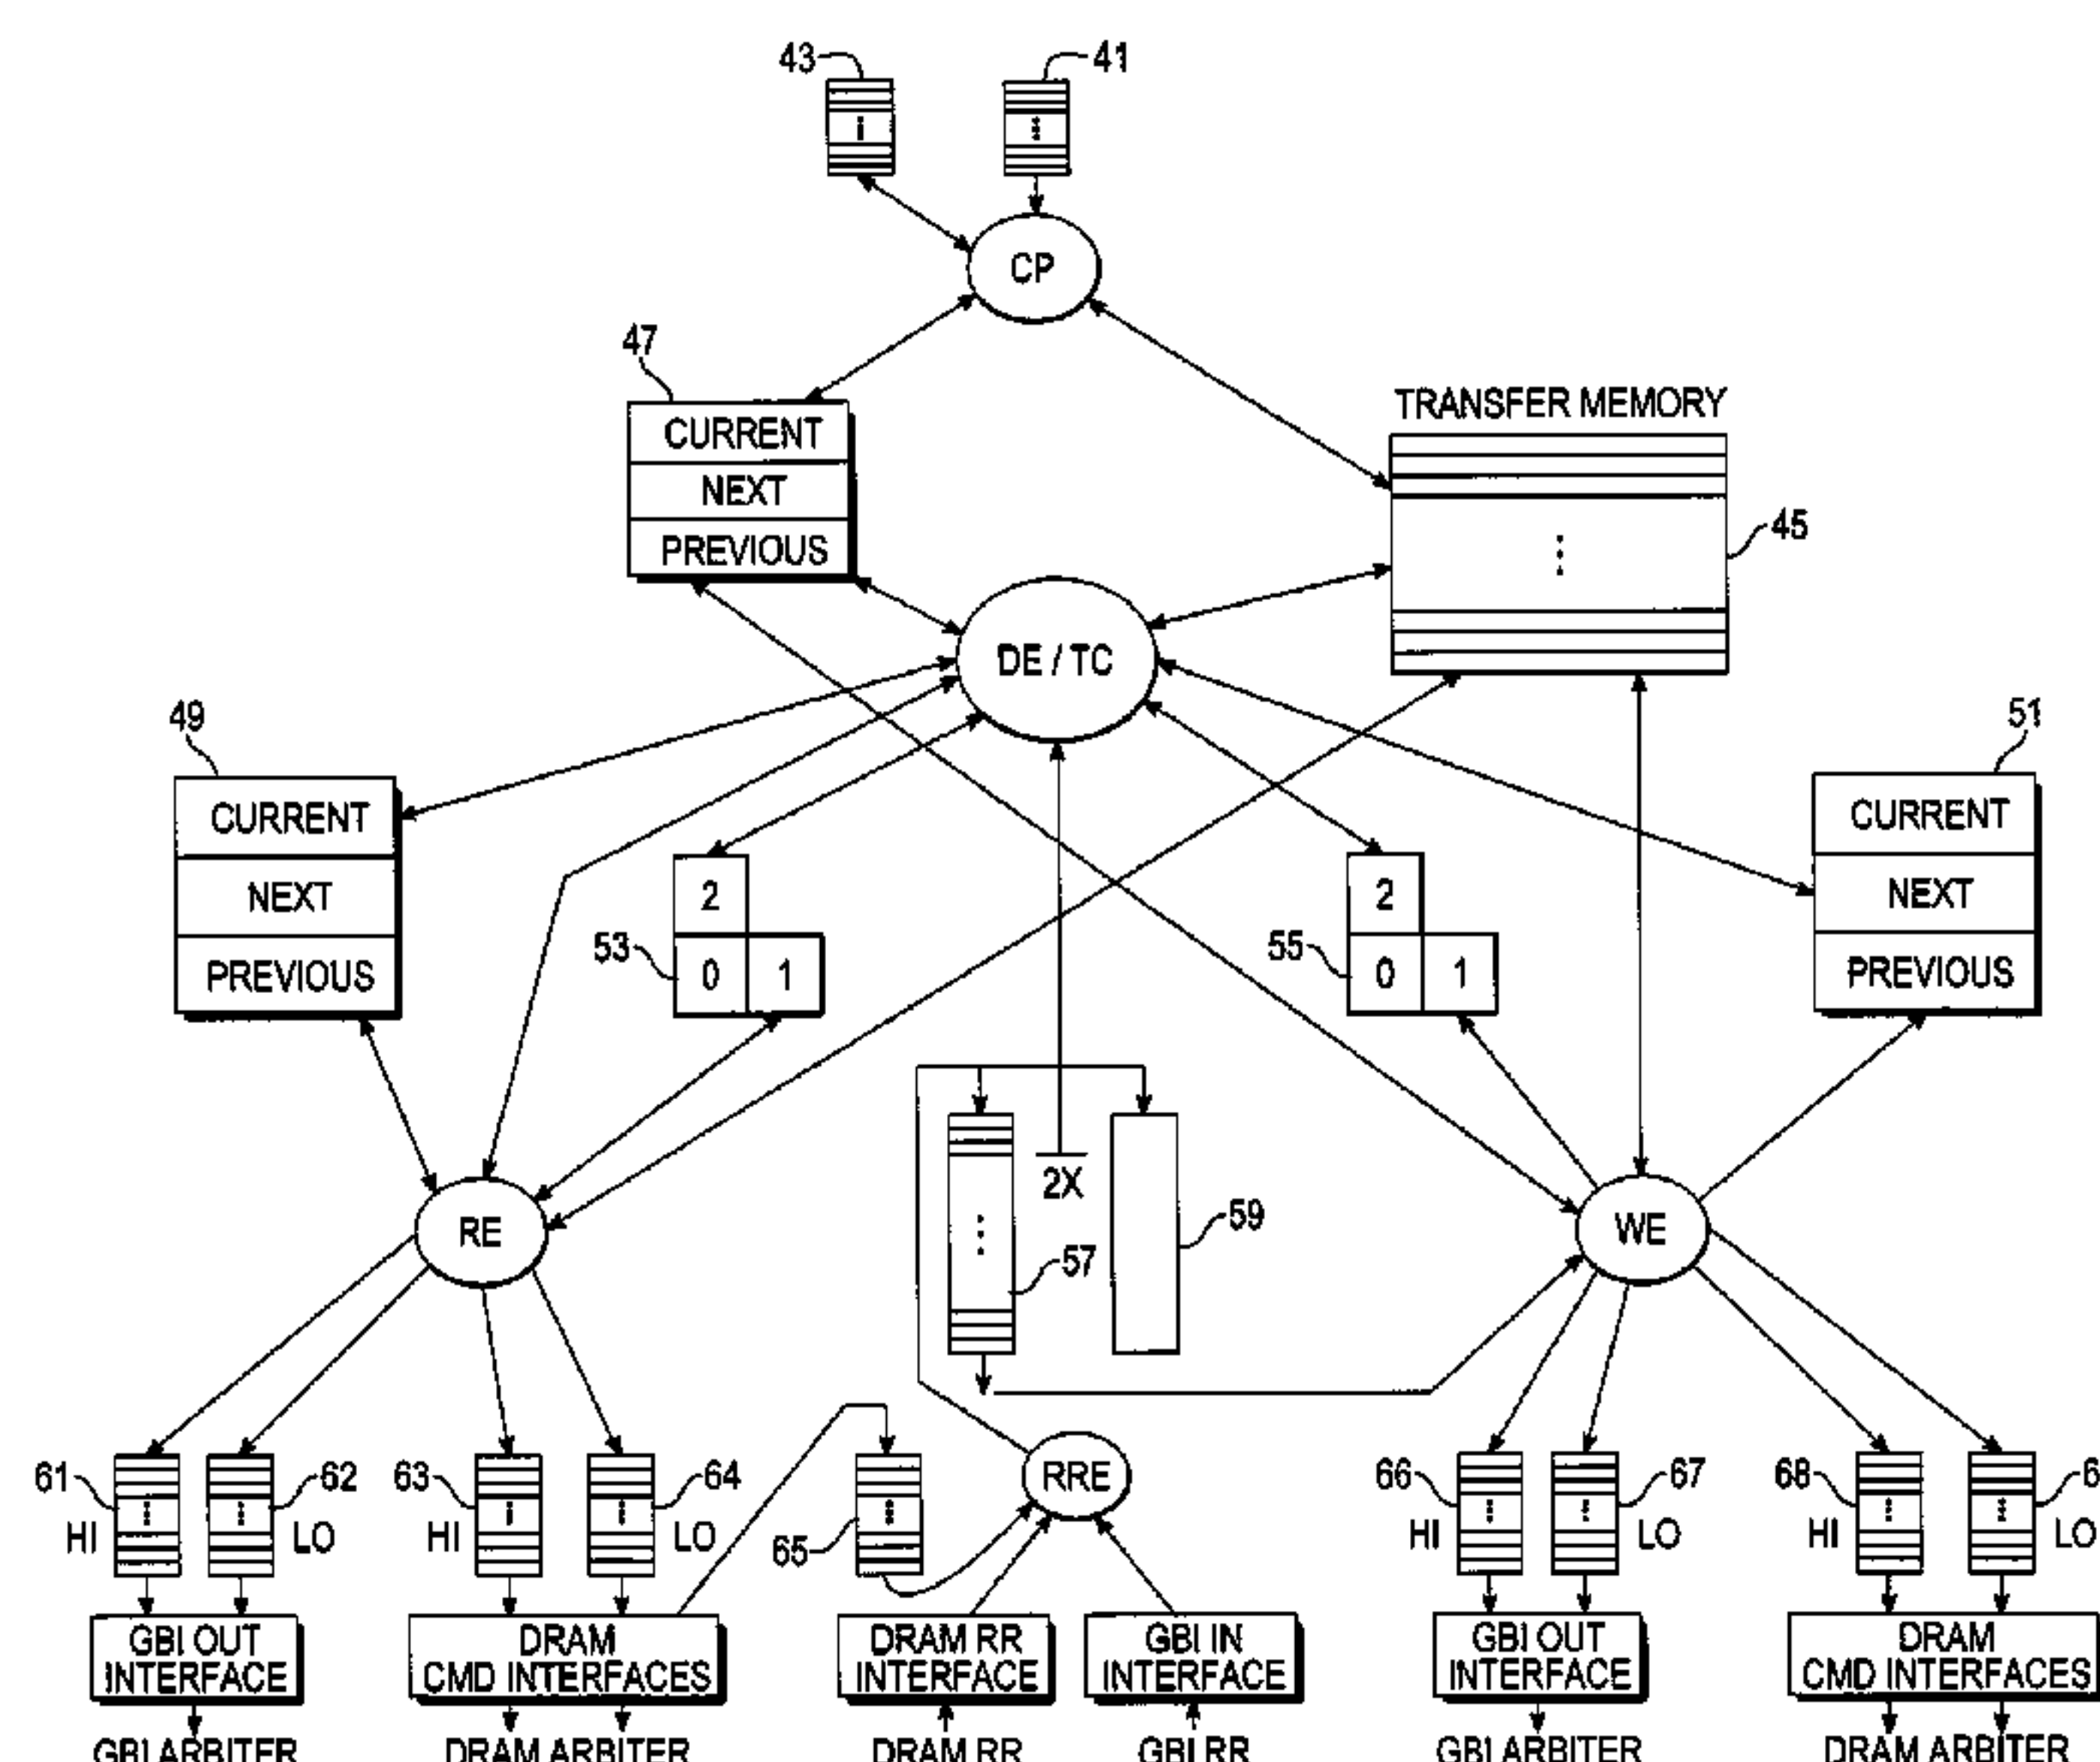 43
41
CP
47
CURRENT
NEXT
PREVIOUS
TRANSFER MEMORY
45
DE / TC
49
CURRENT
NEXT
PREVIOUS
2
53
0
1
2
55
0
1
51
CURRENT
NEXT
PREVIOUS
RE
2X
57
59
WE
61
HI
62
LO
63
HI
64
LO
65
RRE
66
HI
67
LO
68
HI
LO
GBI OUT
INTERFACE
DRAM
CMD INTERFACES
DRAM RR
INTERFACE
GBI IN
INTERFACE
GBI OUT
INTERFACE
DRAM
CMD INTERFACES
GBI ARBITER
DRAM ARBITER
DRAM RR
GBI RR
GBI ARBITER
DRAM ARBITER